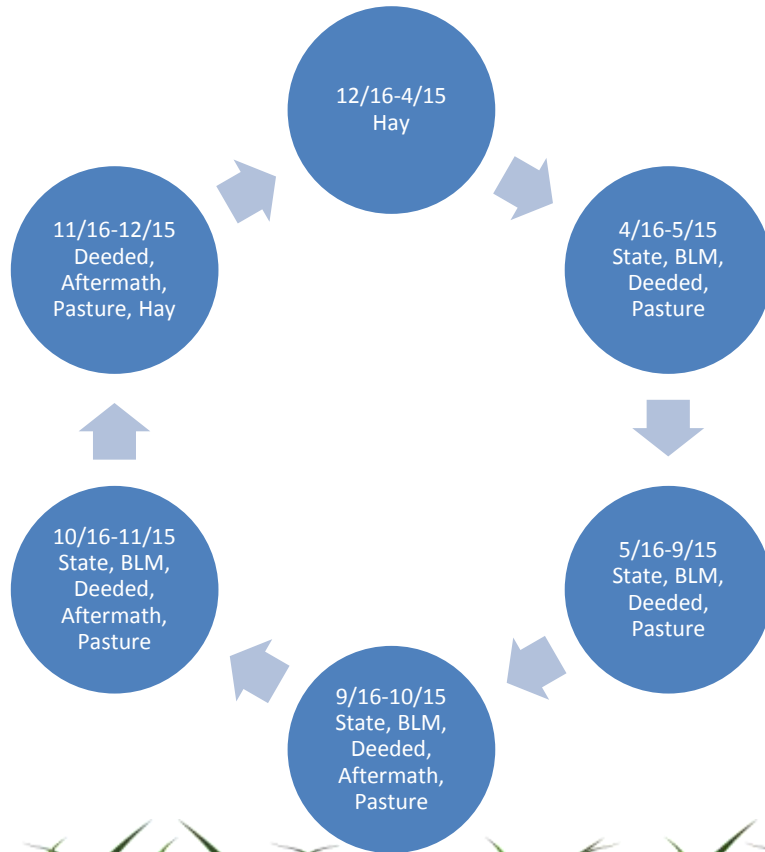 12/16-4/15
Hay
4/16-5/15
State, BLM,
Deeded,
Pasture
5/16-9/15
State, BLM,
Deeded,
Pasture
9/16-10/15
State, BLM,
Deeded,
Aftermath,
Pasture
10/16-11/15
State, BLM,
Deeded,
Aftermath,
Pasture
11/16-12/15
Deeded,
Aftermath,
Pasture, Hay